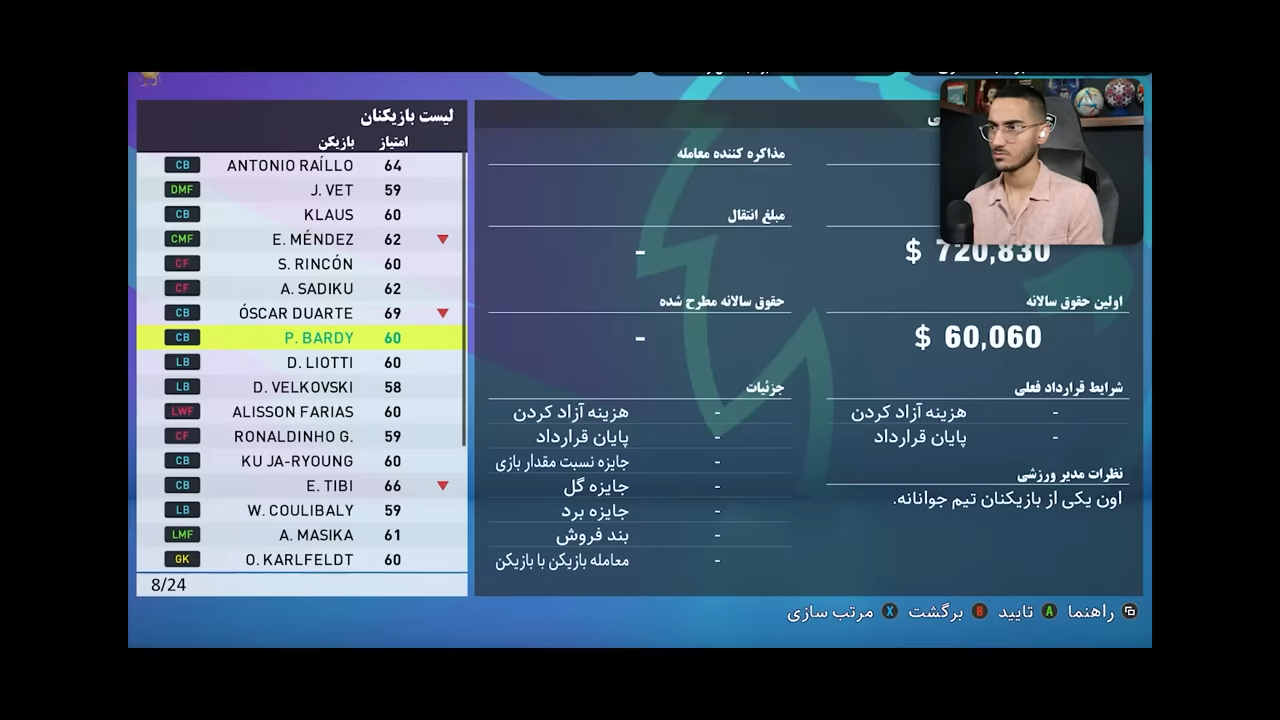 لیست بازیکنان
بازیکن امتیاز
CB ANTONIO RAÍLLO 64
DMF J. VET 59
CB KLAUS 60
CMF E. MÉNDEZ 62
CF S. RINCÓN 60
CF A. SADIKU 62
CB ÓSCAR DUARTE 69
CB P. BARDY 60
LB D. LIOTTI 60
LB D. VELKOVSKI 58
LWF ALISSON FARIAS 60
CF RONALDINHO G. 59
CB KU JA-RYOUNG 60
CB E. TIBI 66
LB W. COULIBALY 59
LMF A. MASIKA 61
GK O. KARLFELDT 60
8/24
مذاکره کننده معامله
مبلغ انتقال
-
حقوق سالانه مطرح شده
-
جزئیات
هزینه آزاد کردن -
پایان قرارداد -
جایزه نسبت مقدار بازی -
جایزه گل -
جایزه برد -
بند فروش -
معامله بازیکن با بازیکن -
$ 720,830
اولین حقوق سالانه
$ 60,060
شرایط قرارداد فعلی
هزینه آزاد کردن -
پایان قرارداد -
نظرات مدیر ورزشی
اون یکی از بازیکنان تیم جوانانه.
راهنما A تایید B برگشت X مرتب سازی